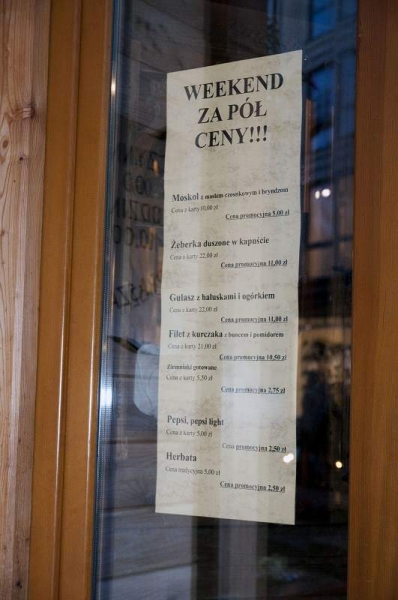 WEEKEND
ZA PÓŁ
CENY!!!
Moskol z masłem czosnkowym i bryndzom
Cena z karty 10,00 zł
Cena promocyjna 5,00 zł
Żeberka duszone w kapuście
Cena z karty 22,00 zł
Cena promocyjna 11,00 zł
Gulasz z haluskami i ogórkiem
Cena z karty 22,00 zł
Cena promocyjna 11,00 zł
Filet z kurczaka z buncem i pomidorem
Cena z karty 21,00 zł
Cena promocyjna 10,50 zł
Ziemniaki gotowane
Cena z karty 5,50 zł
Cena promocyjna 2,75 zł
Pepsi, pepsi light
Cena z karty 5,00 zł
Cena promocyjna 2,50 zł
Herbata
Cena 5,00 zł
Cena promocyjna 2,50 zł